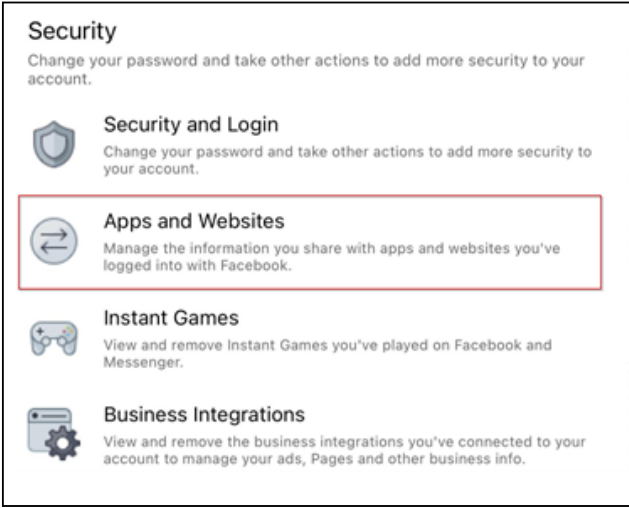 Security
Change your password and take other actions to add more security to your
account.
Security and Login
Change your password and take other actions to add more security to
your account.
Apps and Websites
Manage the information you share with apps and websites you've
logged into with Facebook.
Instant Games
View and remove Instant Games you've played on Facebook and
Messenger.
Business Integrations
View and remove the business integrations you've connected to your
account to manage your ads, Pages and other business info.